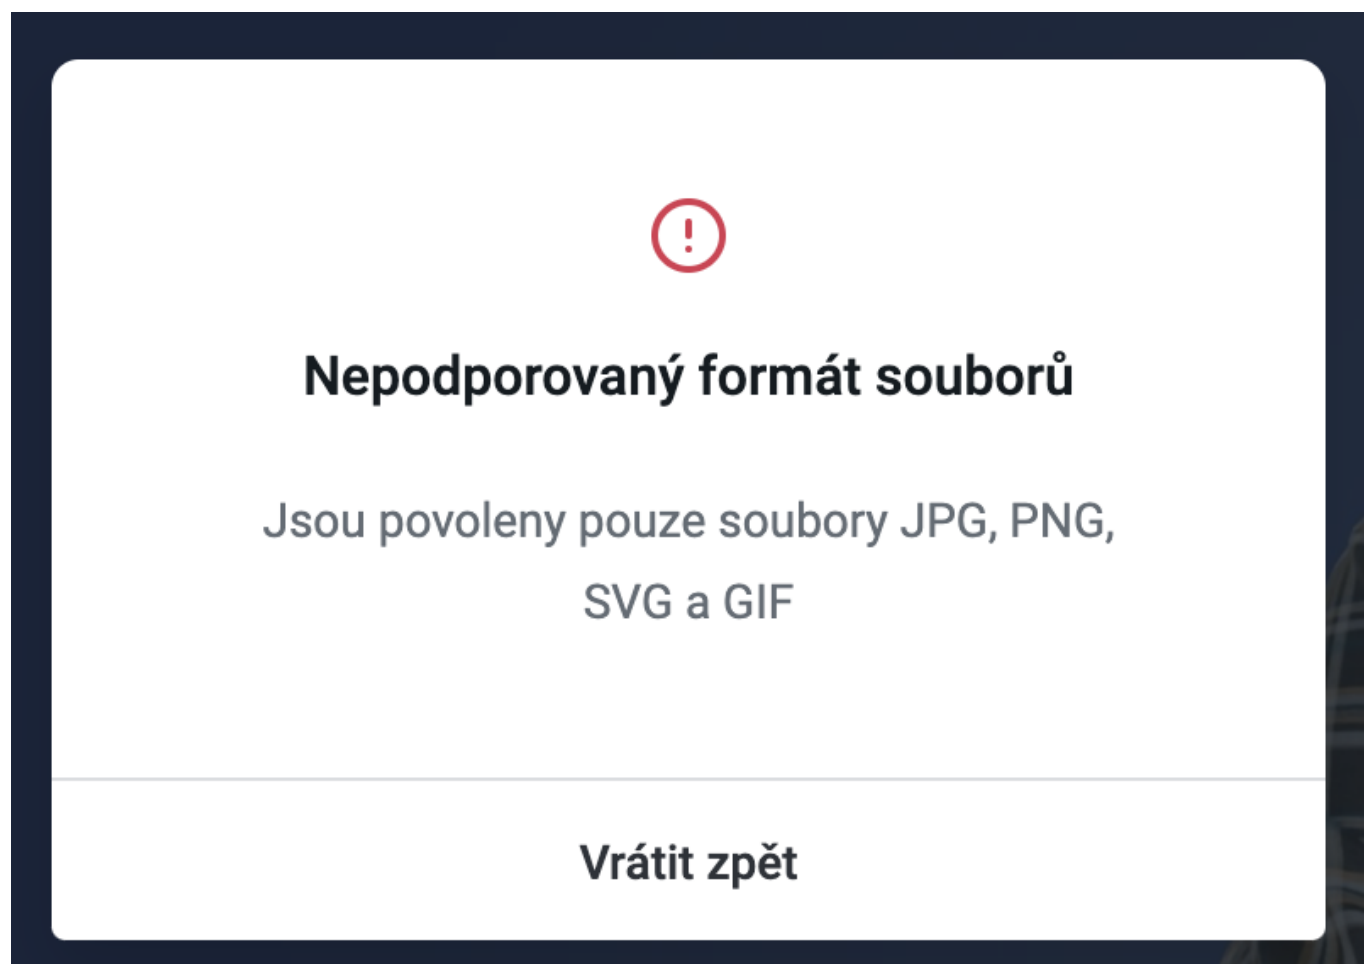 Nepodporovaný formát souborů
Jsou povoleny pouze soubory JPG, PNG,
SVG a GIF
Vrátit zpět